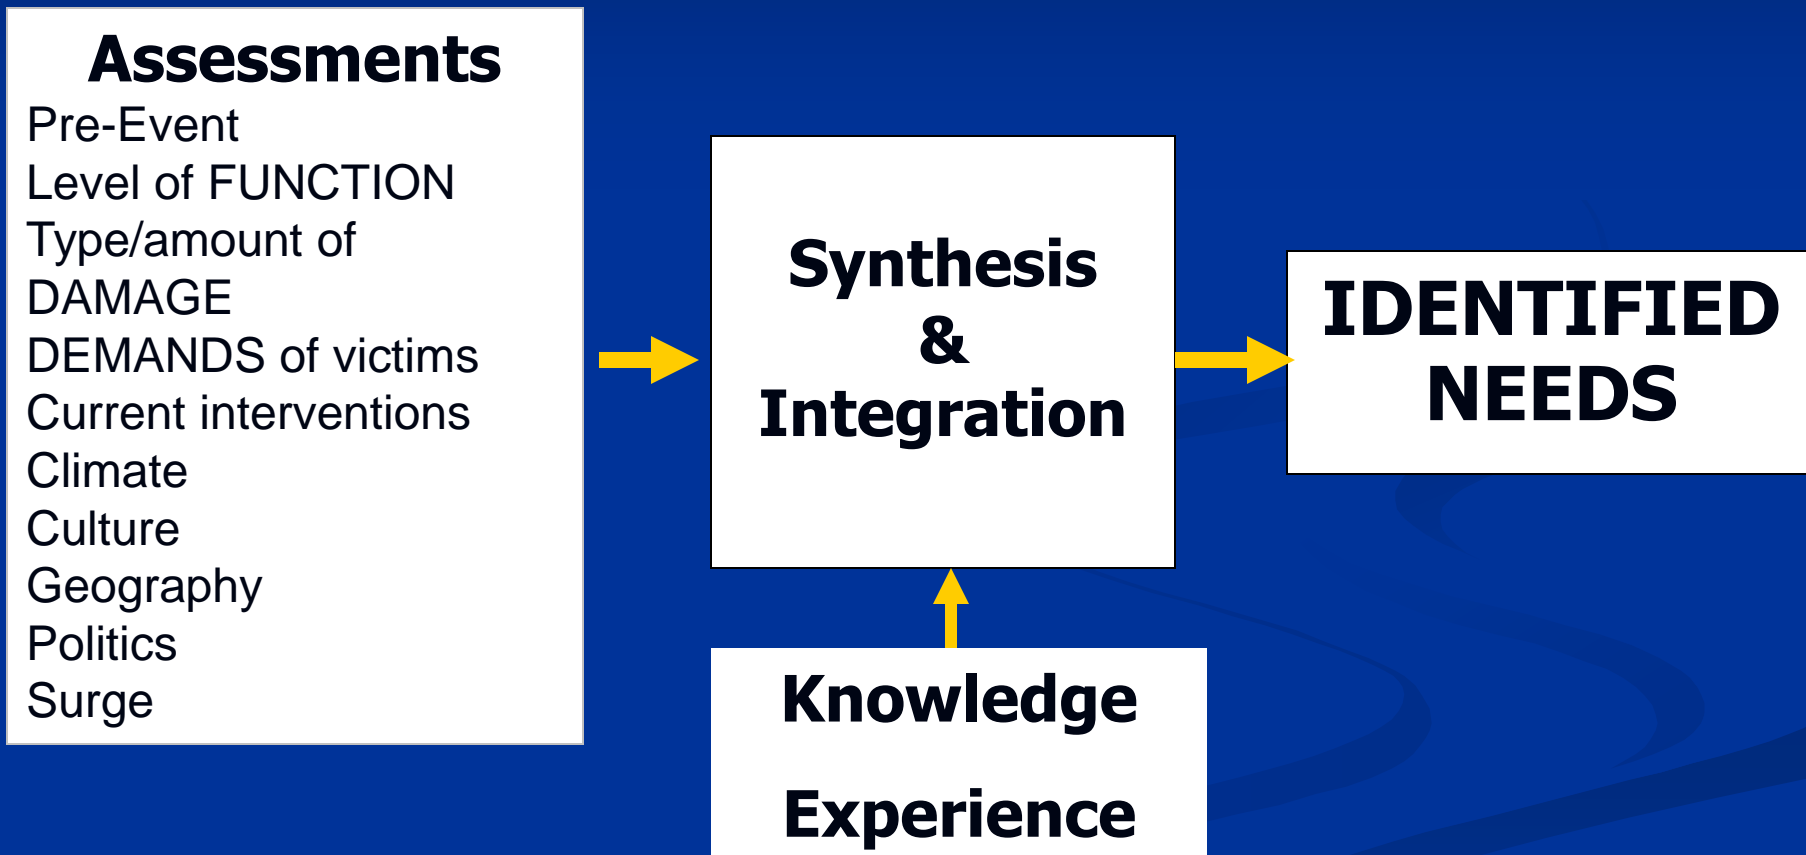 Assessments
Pre-Event
Level of FUNCTION
Type/amount of
DAMAGE
DEMANDS of victims
Current interventions
Climate
Culture
Geography
Politics
Surge
Synthesis
&
Integration
IDENTIFIED
NEEDS
Knowledge
Experience